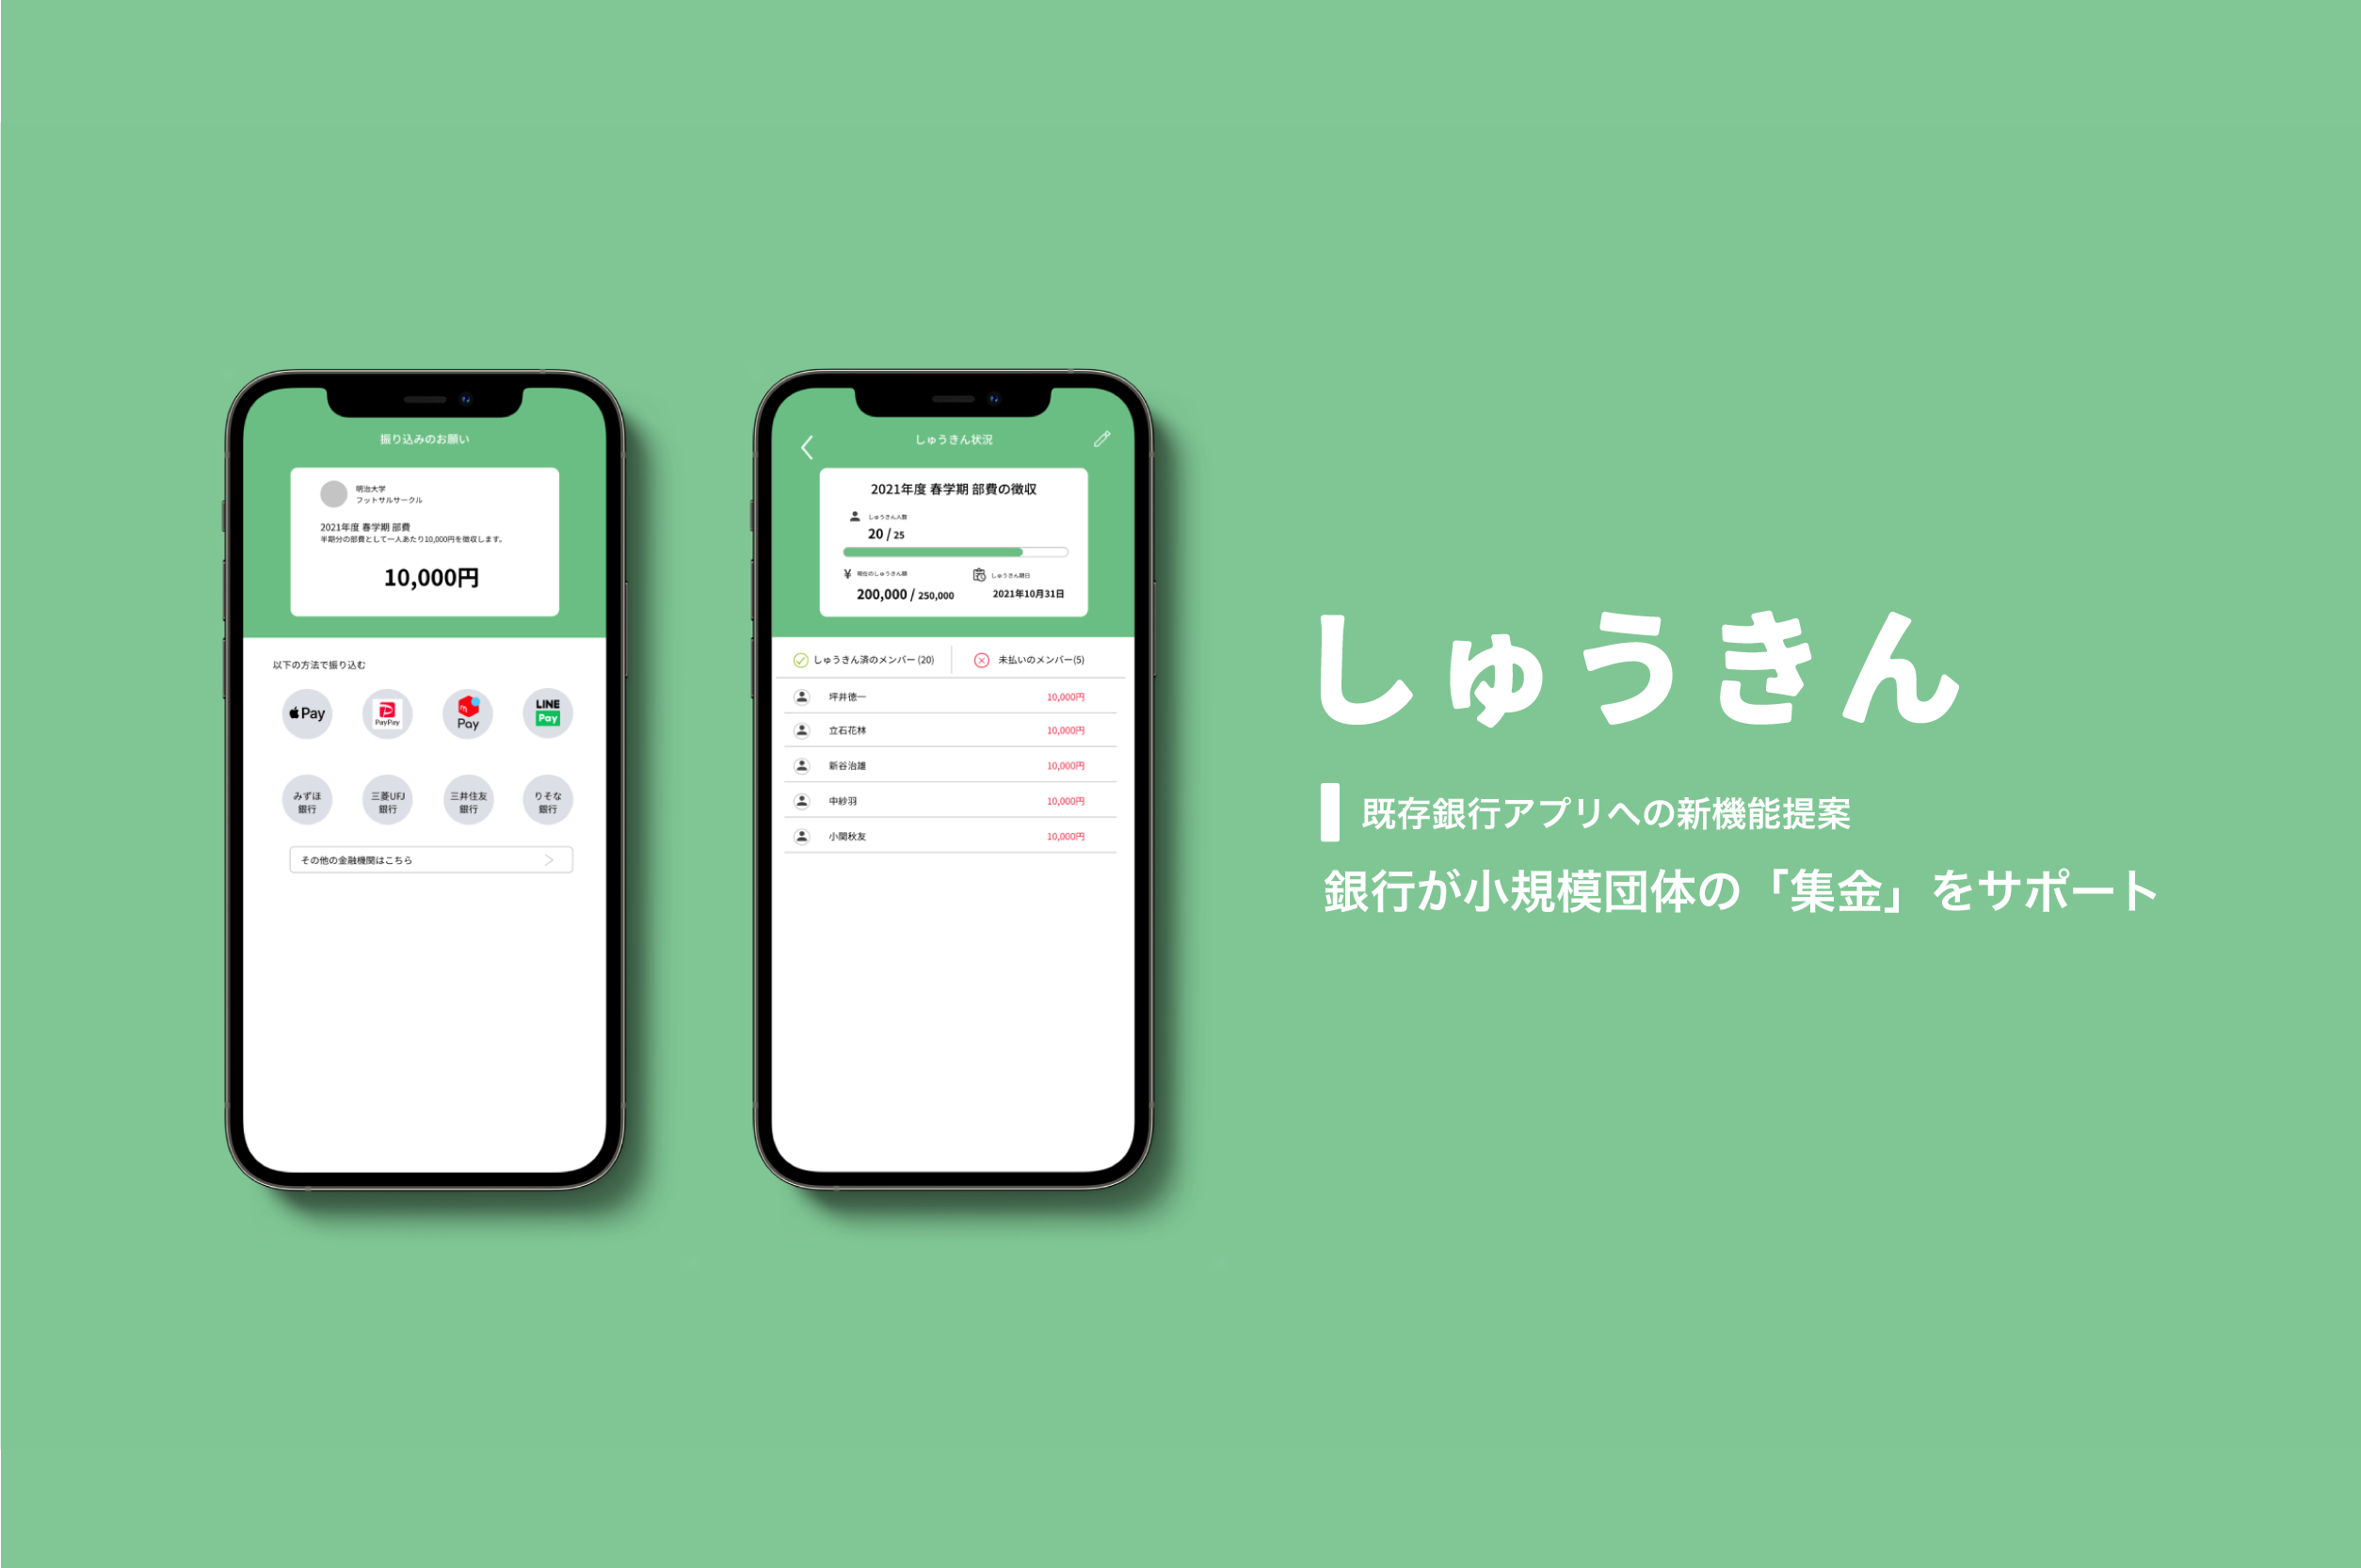 振り込みのお願い
明治大学
フットサルサークル
2021年度 春学期 部費
半期分の部費として一人あたり10,000円を徴収します。
10,000円
以下の方法で振り込む
Pay
PayPay
Pay
LINE Pay
みずほ銀行
三菱UFJ銀行
三井住友銀行
りそな銀行
その他の金融機関はこちら
しゅうきん状況
2021年度 春学期 部費の徴収
しゅうきん人数
20 / 25
¥ 現在のしゅうきん額
200,000 / 250,000
しゅうきん期日
2021年10月31日
しゅうきん済のメンバー (20)
未払いのメンバー(5)
坪井徳一 10,000円
立石花林 10,000円
新谷治雄 10,000円
中紗羽 10,000円
小関秋友 10,000円
しゅうきん
既存銀行アプリへの新機能提案
銀行が小規模団体の「集金」をサポート